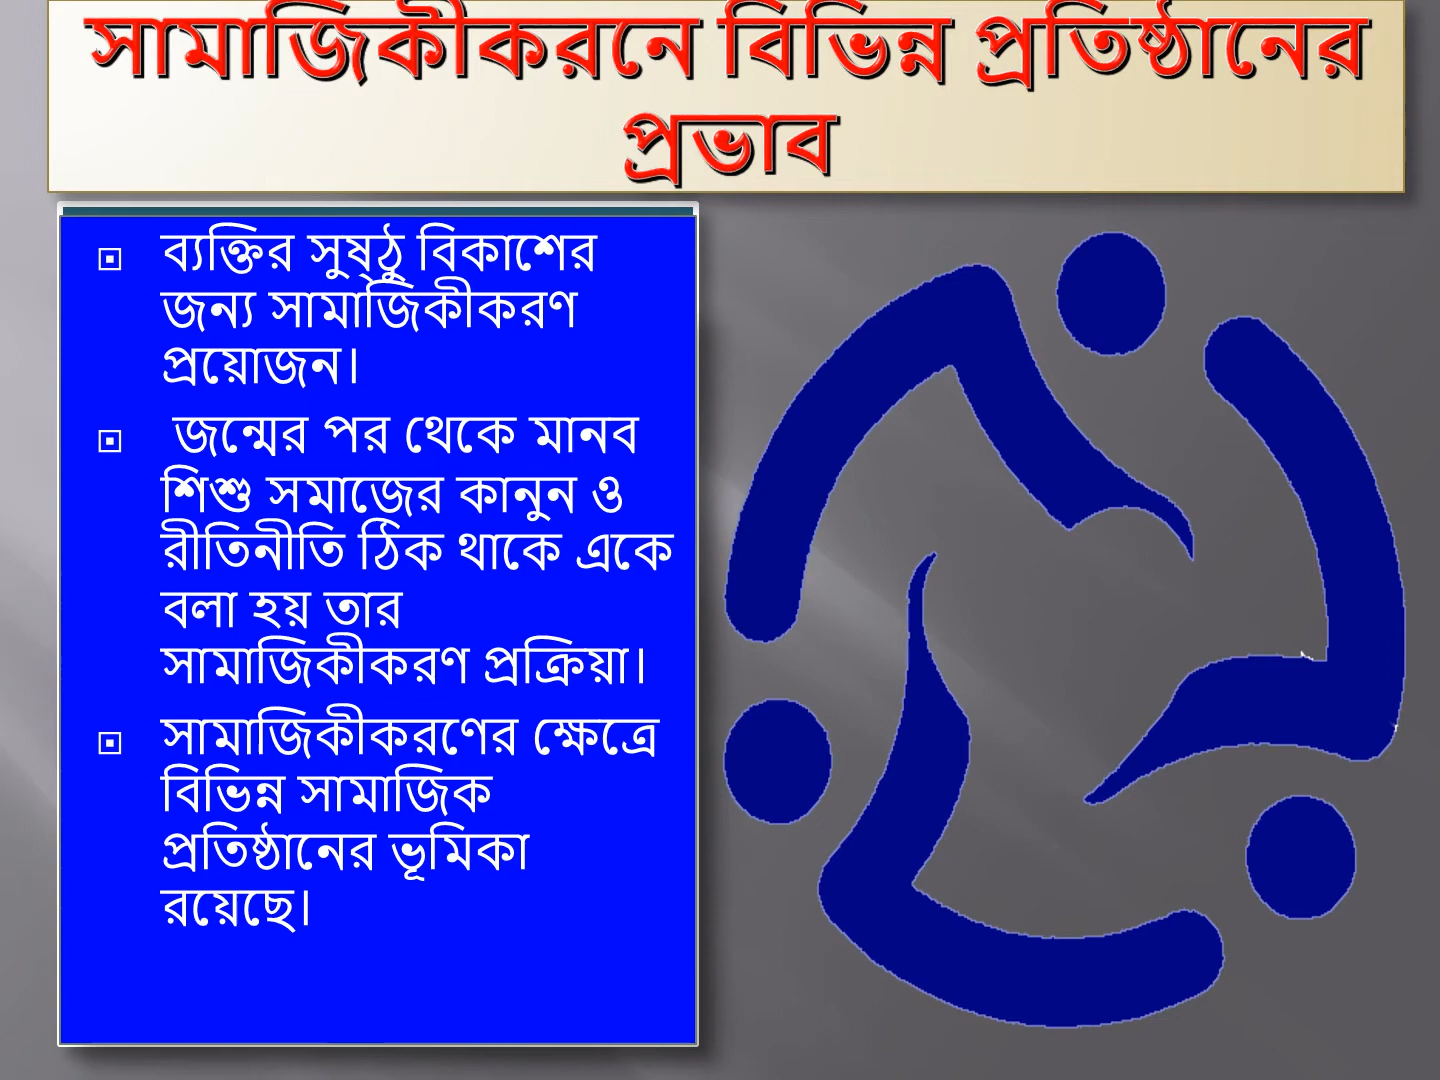 সামাজিকীকরনে বিভিন্ন প্রতিষ্ঠানের
প্রভাব
ব্যক্তির সুষ্ঠু বিকাশের
জন্য সামাজিকীকরণ
প্রয়োজন।
জন্মের পর থেকে মানব
শিশু সমাজের কানুন ও
রীতিনীতি ঠিক থাকে একে
বলা হয় তার
সামাজিকীকরণ প্রক্রিয়া।
সামাজিকীকরণের ক্ষেত্রে
বিভিন্ন সামাজিক
প্রতিষ্ঠানের ভূমিকা
রয়েছে।